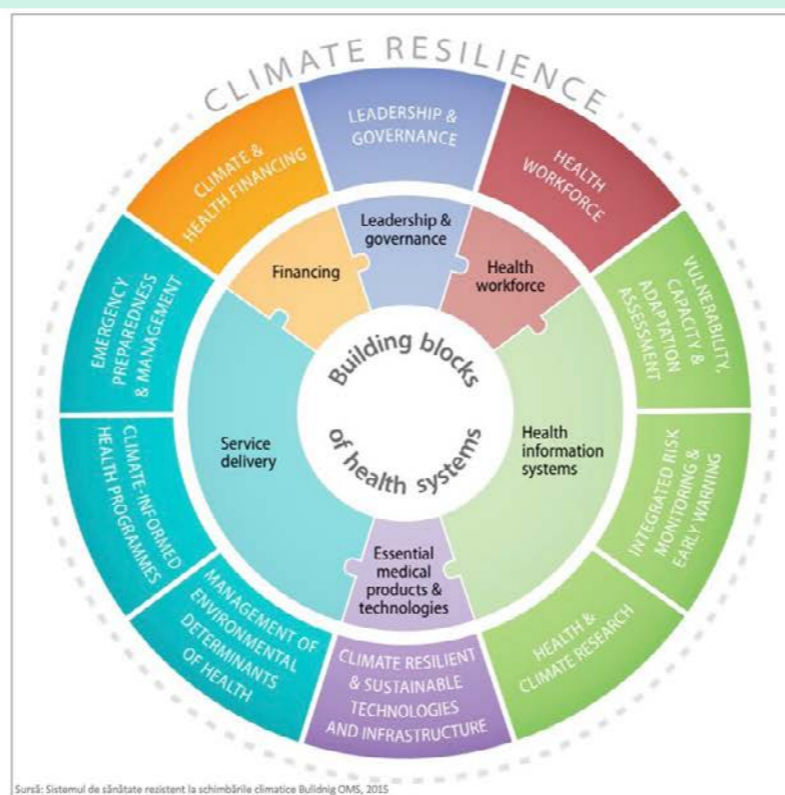 CLIMATE RESILIENCE
LEADERSHIP &
GOVERNANCE
HEALTH
WORKFORCE
VULNERABILITY,
CAPACITY &
ADAPTATION
ASSESSMENT
INTEGRATED RISK
MONITORING &
EARLY WARNING
HEALTH &
CLIMATE RESEARCH
CLIMATE RESILIENT
& SUSTAINABLE
TECHNOLOGIES
AND INFRASTRUCTURE
MANAGEMENT OF
ENVIRONMENTAL
DETERMINANTS
OF HEALTH
CLIMATE-INFORMED
HEALTH PROGRAMMES
EMERGENCY
PREPAREDNESS
& MANAGEMENT
CLIMATE &
HEALTH FINANCING
Leadership &
governance
Health
workforce
Health
information
systems
Essential
medical
products &
technologies
Service
delivery
Financing
Building blocks
of health systems
Sursă: Sistemul de sănătate rezistent la schimbările climatice Bulidnig OMS, 2015